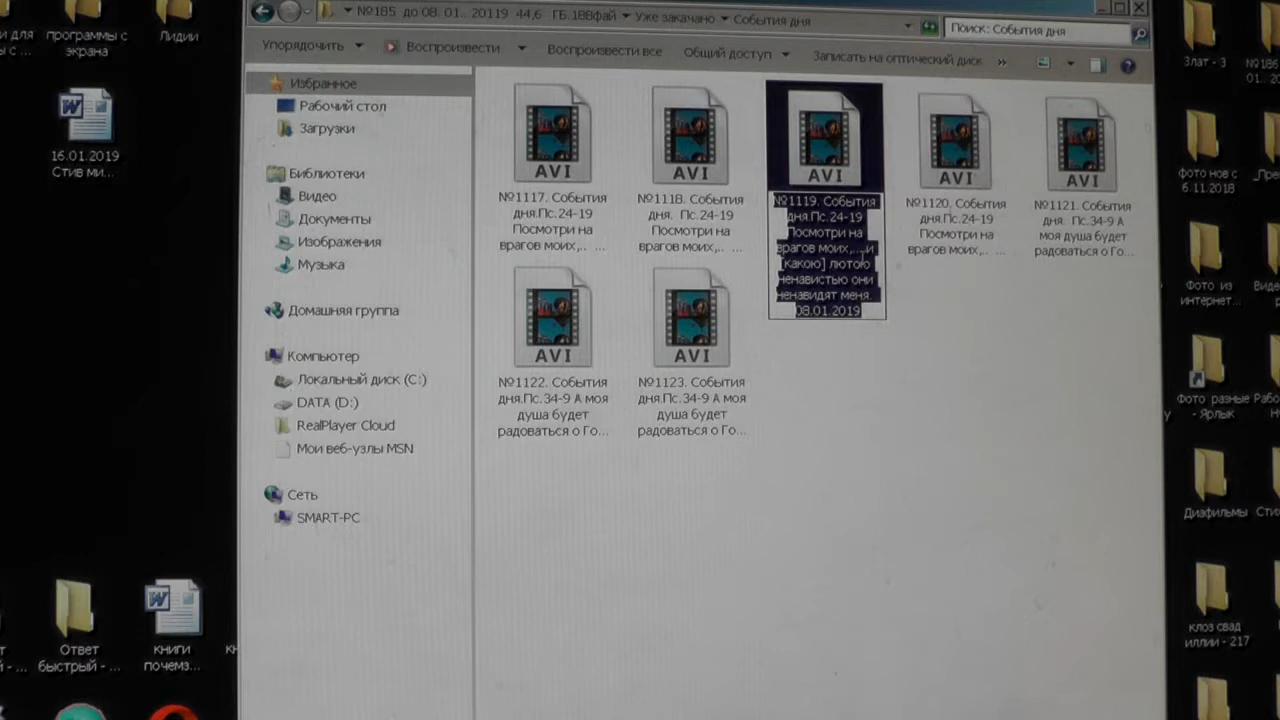 программы с
экрана
Лидии
16.01.2019
Стив ми...
№185 до 08. 01.. 20119 44,6 ГБ.188фай
Уже закачано
События дня
Поиск: События дня
Упорядочить
Воспроизвести
Воспроизвести все
Общий доступ
Записать на оптический диск
»
Избранное
Рабочий стол
Загрузки
Библиотеки
Видео
Документы
Изображения
Музыка
Домашняя группа
Компьютер
Локальный диск (C:)
DATA (D:)
RealPlayer Cloud
Мои веб-узлы MSN
Сеть
SMART-PC
AVI
№1117. События
дня.Пс.24-19
Посмотри на
врагов моих,.. ...
AVI
№1118. События
дня. Пс.24-19
Посмотри на
врагов моих,.. ...
AVI
№1119. События
дня.Пс.24-19
Посмотри на
врагов моих,...и
[какою] лютою
ненавистью они
ненавидят меня.
08.01.2019
AVI
№1120. События
дня.Пс.24-19
Посмотри на
врагов моих,.. ...
AVI
№1121. События
дня. Пс.34-9 А
моя душа будет
радоваться о Го...
AVI
№1122. События
дня.Пс.34-9 А моя
душа будет
радоваться о Го...
AVI
№1123. События
дня.Пс.34-9 А моя
душа будет
радоваться о Го...
Злат - 3
№186
Фото нов с
6.11.2018
Фото из
интернет...
Фото разные
- Ярлык
Диафильмы
клоз свад
иллии - 217
Ответ
быстрый - ...
книги
почемз...